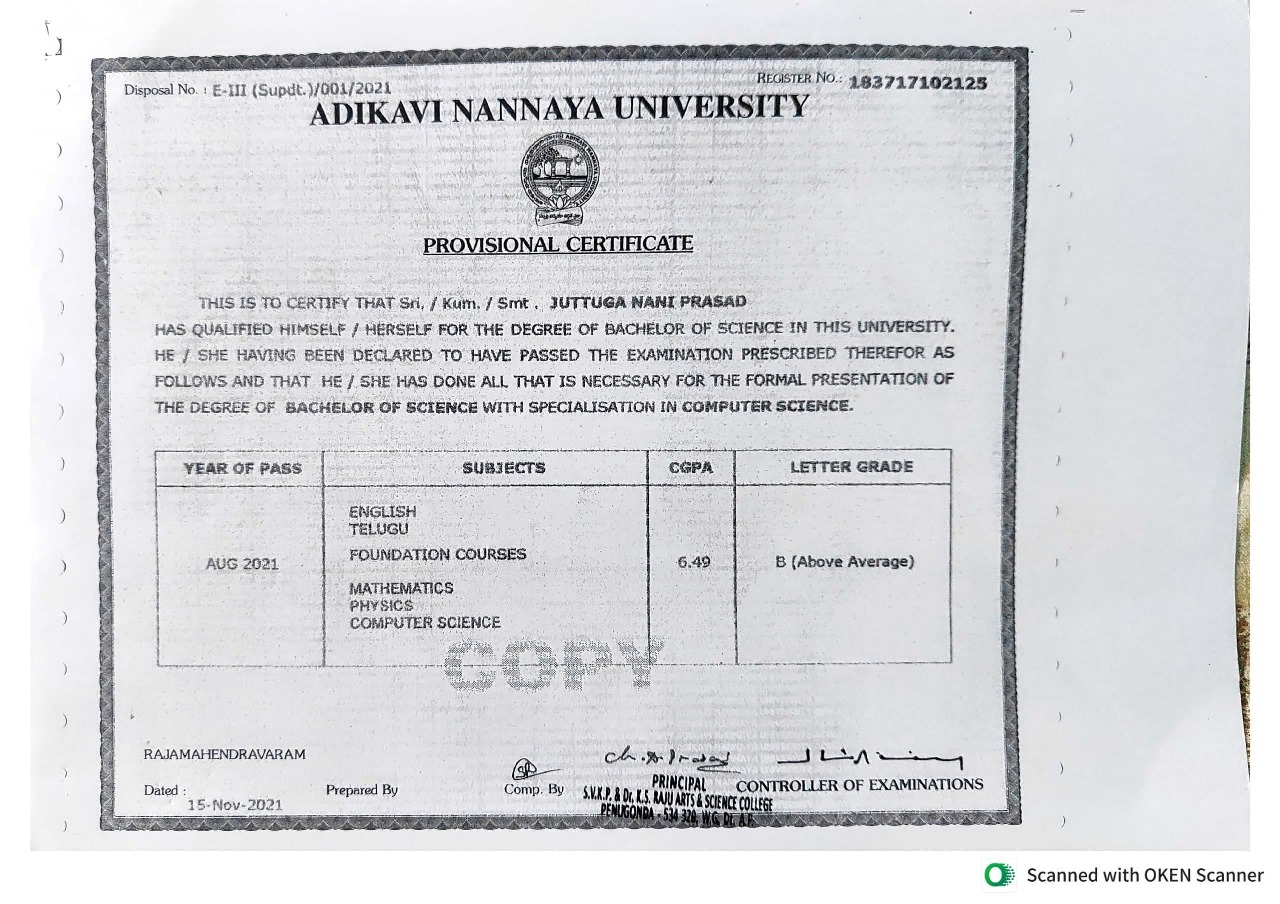 Disposal No. : E-III (Supdt.)/001/2021
REGISTER NO.: 183717102125
ADIKAVI NANNAYA UNIVERSITY
PROVISIONAL CERTIFICATE
THIS IS TO CERTIFY THAT Sri. / Kum. / Smt . JUTTUGA NANI PRASAD
HAS QUALIFIED HIMSELF / HERSELF FOR THE DEGREE OF BACHELOR OF SCIENCE IN THIS UNIVERSITY.
HE / SHE HAVING BEEN DECLARED TO HAVE PASSED THE EXAMINATION PRESCRIBED THEREFOR AS
FOLLOWS AND THAT HE / SHE HAS DONE ALL THAT IS NECESSARY FOR THE FORMAL PRESENTATION OF
THE DEGREE OF BACHELOR OF SCIENCE WITH SPECIALISATION IN COMPUTER SCIENCE.
YEAR OF PASS SUBJECTS CGPA LETTER GRADE
ENGLISH
TELUGU
FOUNDATION COURSES
AUG 2021 6.49 B (Above Average)
MATHEMATICS
PHYSICS
COMPUTER SCIENCE
COPY
RAJAMAHENDRAVARAM
Dated :
15-Nov-2021
Prepared By
Comp. By
Ch. A. Prasad
PRINCIPAL
S.V.K.P. & Dr. K.S. RAJU ARTS & SCIENCE COLLEGE
PENUGONDA - 534 320, W.G. Dt. A.P.
CONTROLLER OF EXAMINATIONS
Scanned with OKEN Scanner